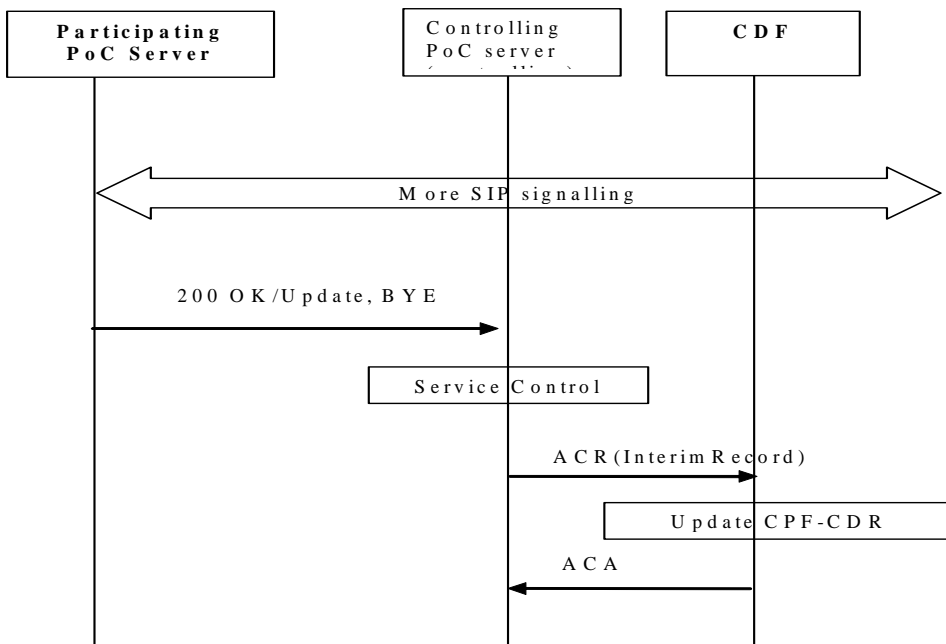 Participating
PoC Server
Controlling
PoC server
CDF
More SIP signalling
200 OK/Update, BYE
Service Control
ACR(Interim Record)
Update CPF-CDR
ACA